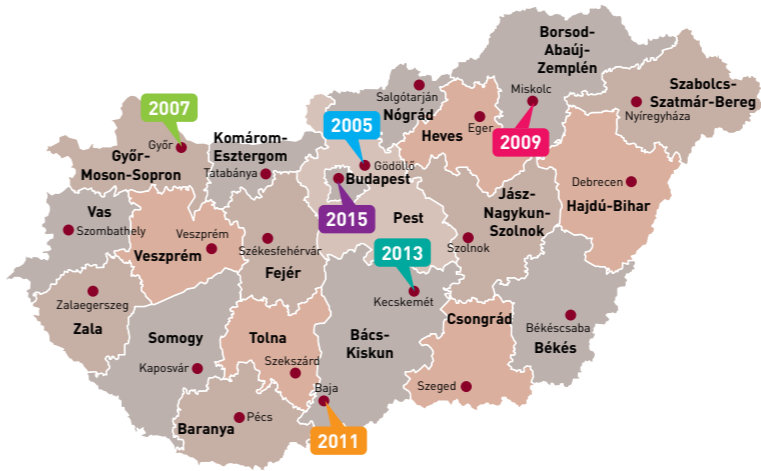 Borsod-
Abaúj-
Zemplén
Miskolc
2009
Szabolcs-
Szatmár-Bereg
Nyíregyháza
Salgótarján
Nógrád
Heves
Eger
2007
Győr
Győr-
Moson-Sopron
Komárom-
Esztergom
Tatabánya
2005
Gödöllő
Budapest
2015
Pest
Jász-
Nagykun-
Szolnok
Szolnok
Debrecen
Hajdú-Bihar
Vas
Szombathely
Veszprém
Veszprém
Székesfehérvár
Fejér
2013
Kecskemét
Zalaegerszeg
Zala
Somogy
Kaposvár
Tolna
Szekszárd
Bács-
Kiskun
Baja
2011
Csongrád
Szeged
Békéscsaba
Békés
Baranya
Pécs